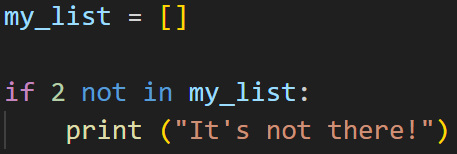 my_list = []
if 2 not in my_list:
    print ("It's not there!")